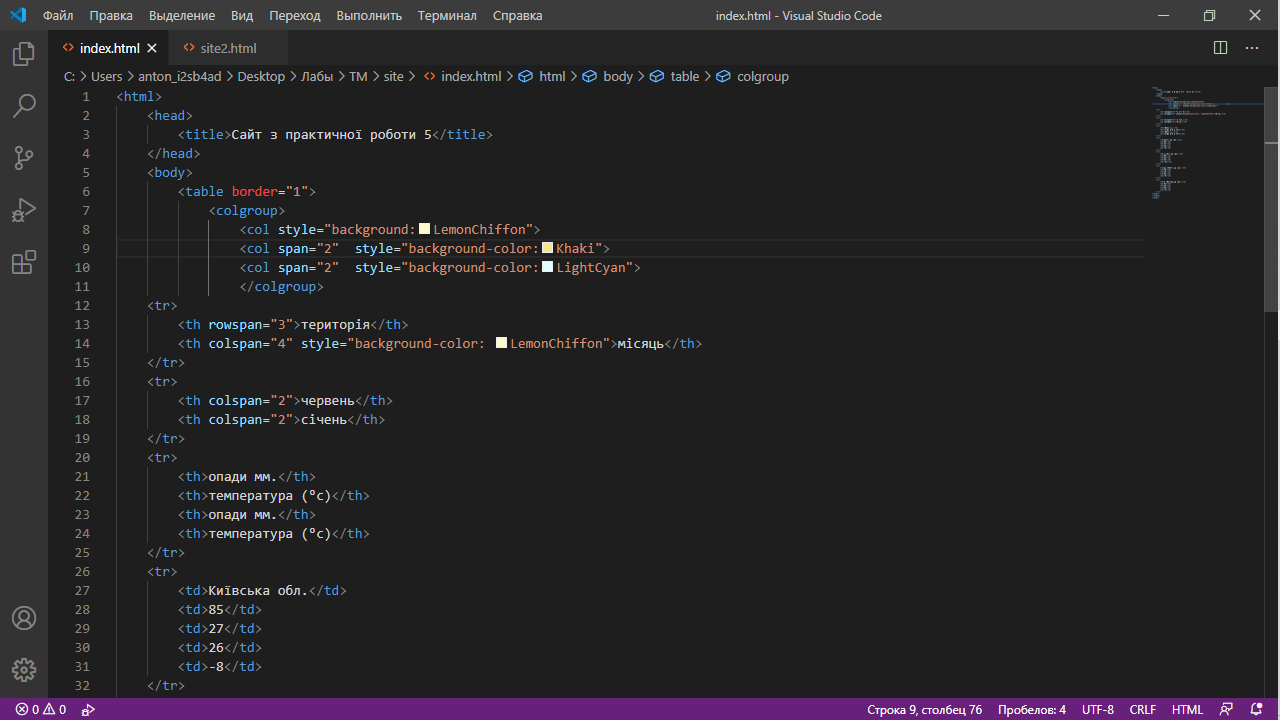 Файл Правка Выделение Вид Переход Выполнить Терминал Справка index.html - Visual Studio Code
index.html site2.html
C: > Users > anton_i2sb4ad > Desktop > Лабы > ТМ > site > index.html > html > body > table > colgroup
1 <html>
2 <head>
3 <title>Сайт з практичної роботи 5</title>
4 </head>
5 <body>
6 <table border="1">
7 <colgroup>
8 <col style="background:LemonChiffon">
9 <col span="2"  style="background-color:Khaki">
10 <col span="2"  style="background-color:LightCyan">
11 </colgroup>
12 <tr>
13 <th rowspan="3">територія</th>
14 <th colspan="4" style="background-color: LemonChiffon">місяць</th>
15 </tr>
16 <tr>
17 <th colspan="2">червень</th>
18 <th colspan="2">січень</th>
19 </tr>
20 <tr>
21 <th>опади мм.</th>
22 <th>температура (°с)</th>
23 <th>опади мм.</th>
24 <th>температура (°с)</th>
25 </tr>
26 <tr>
27 <td>Київська обл.</td>
28 <td>85</td>
29 <td>27</td>
30 <td>26</td>
31 <td>-8</td>
32 </tr>
0 0 Строка 9, столбец 76 Пробелов: 4 UTF-8 CRLF HTML